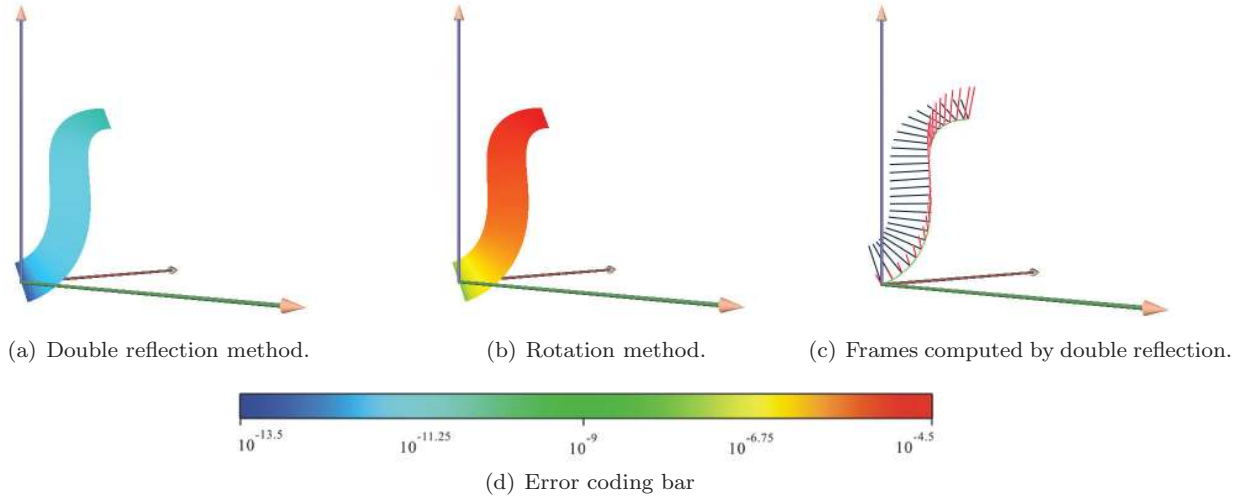 (a) Double reflection method.
(b) Rotation method.
(c) Frames computed by double reflection.
10^-13.5
10^-11.25
10^-9
10^-6.75
10^-4.5
(d) Error coding bar